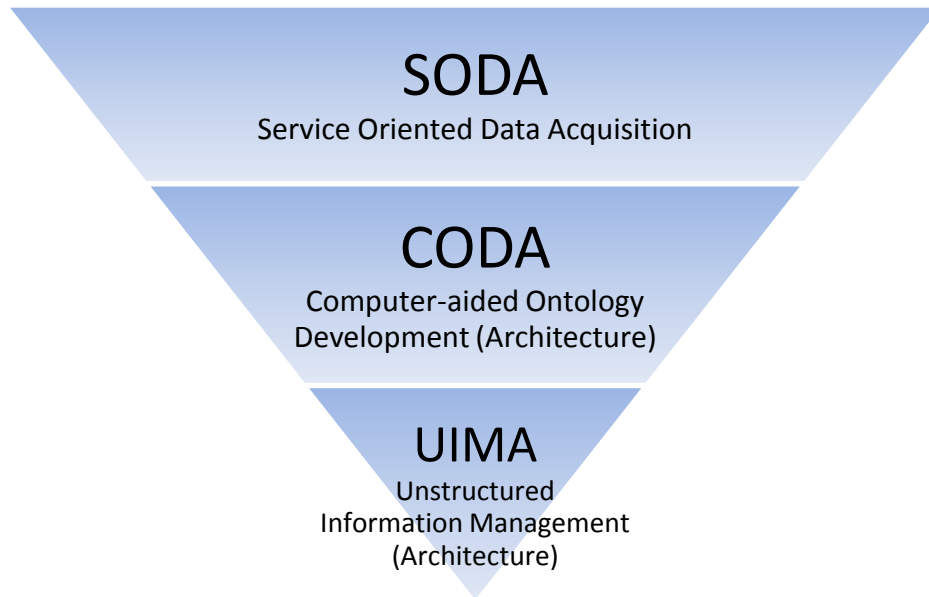 SODA
Service Oriented Data Acquisition
CODA
Computer-aided Ontology
Development (Architecture)
UIMA
Unstructured
Information Management
(Architecture)